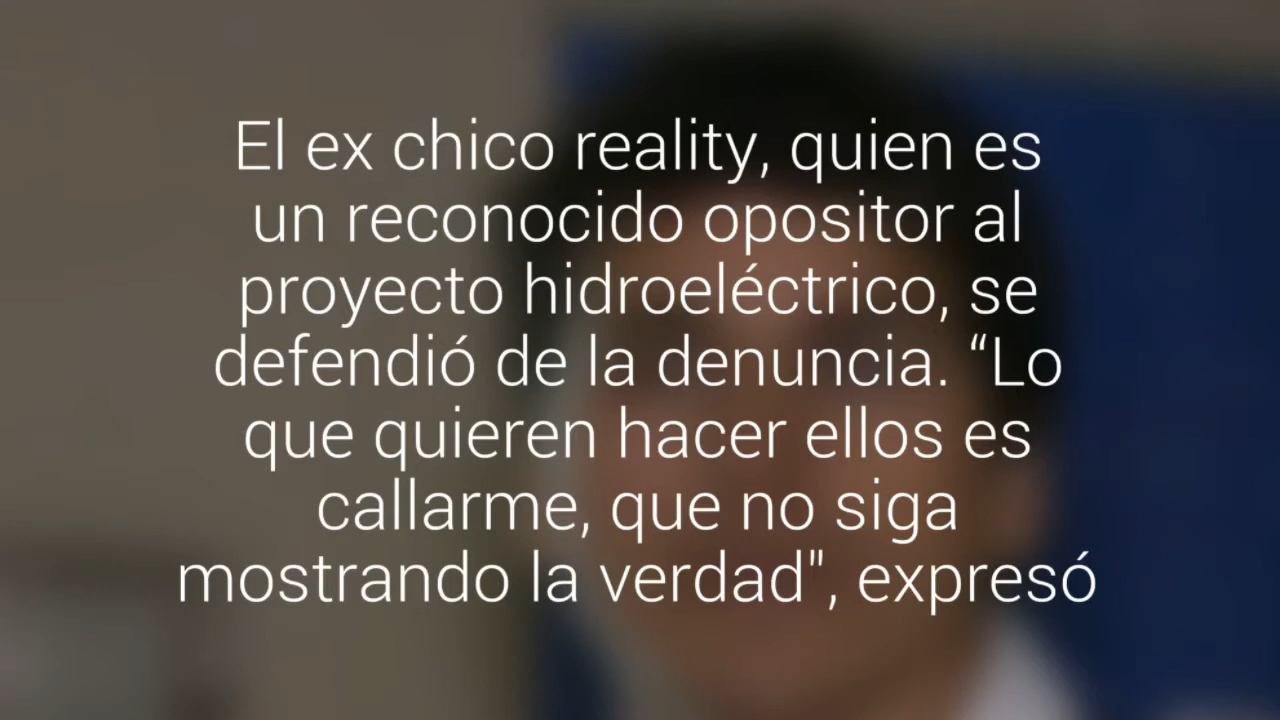 El ex chico reality, quien es
un reconocido opositor al
proyecto hidroeléctrico, se
defendió de la denuncia. “Lo
que quieren hacer ellos es
callarme, que no siga
mostrando la verdad", expresó